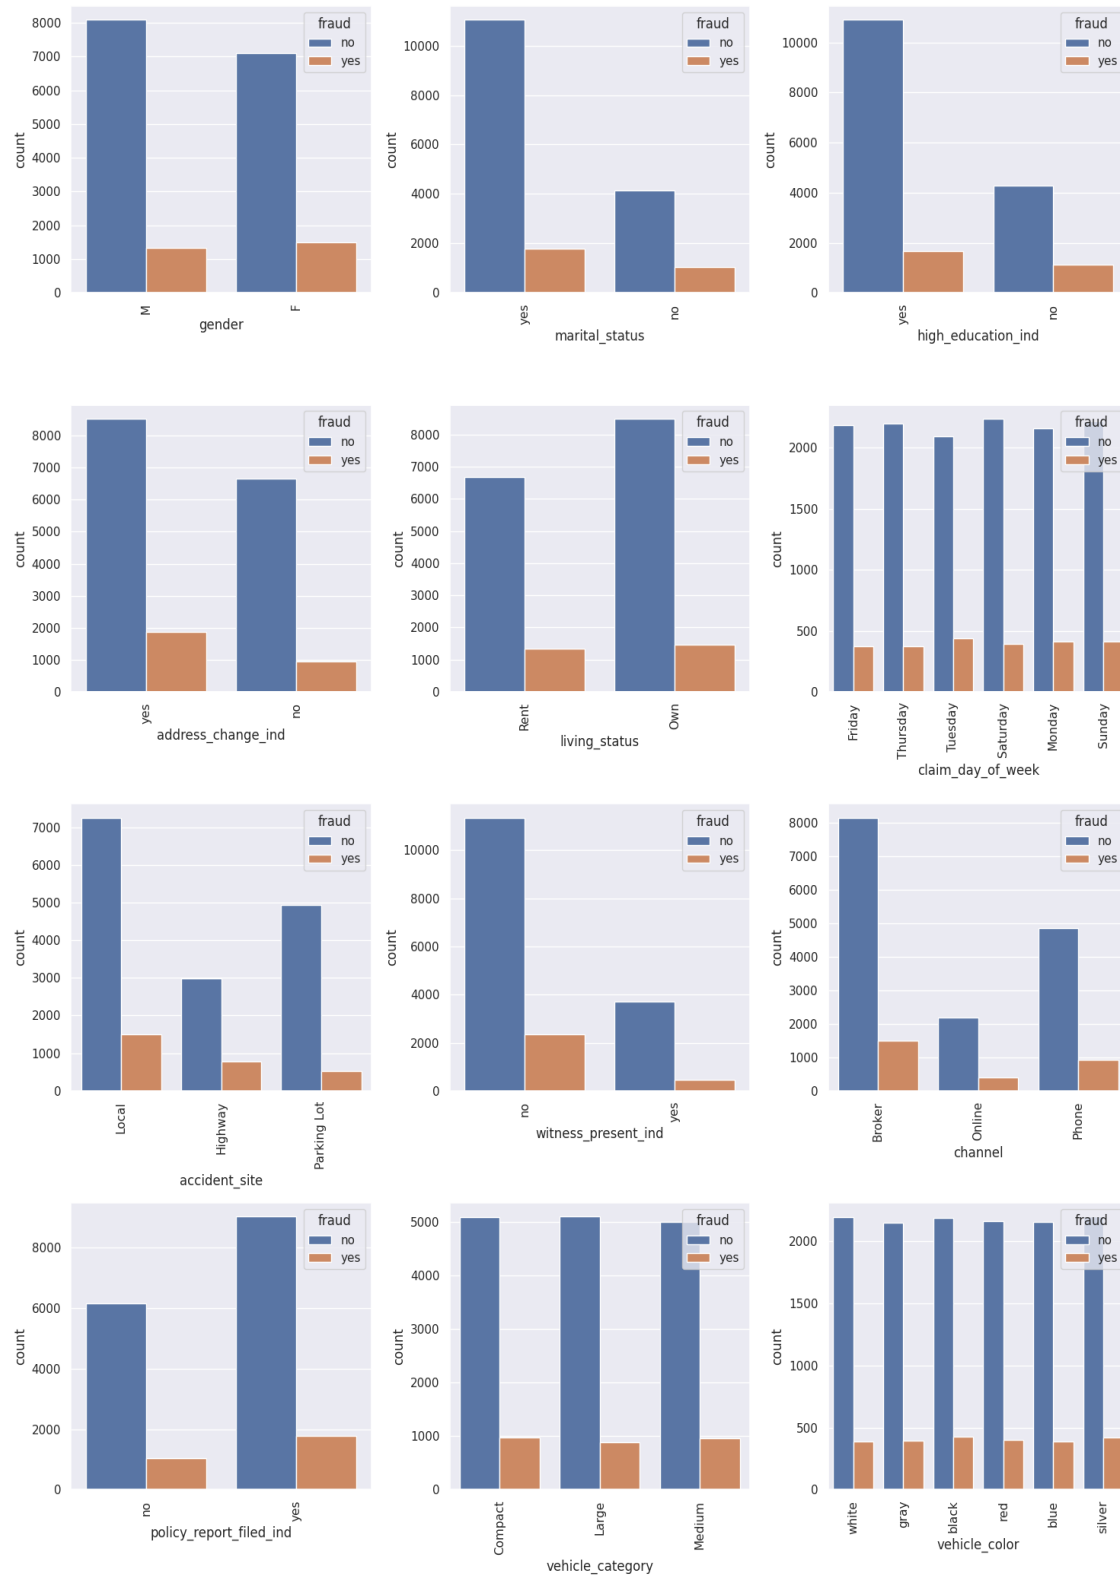 8000
7000
6000
5000
4000
3000
2000
1000
0
count
M
F
gender
fraud
no
yes
10000
8000
6000
4000
2000
0
count
yes
no
marital_status
fraud
no
yes
10000
8000
6000
4000
2000
0
count
yes
no
high_education_ind
fraud
no
yes
8000
7000
6000
5000
4000
3000
2000
1000
0
count
yes
no
address_change_ind
fraud
no
yes
8000
7000
6000
5000
4000
3000
2000
1000
0
count
Rent
Own
living_status
fraud
no
yes
2000
1500
1000
500
0
count
Friday
Thursday
Tuesday
Saturday
Monday
Sunday
claim_day_of_week
fraud
no
yes
7000
6000
5000
4000
3000
2000
1000
0
count
Local
Highway
Parking Lot
accident_site
fraud
no
yes
10000
8000
6000
4000
2000
0
count
no
yes
witness_present_ind
fraud
no
yes
8000
7000
6000
5000
4000
3000
2000
1000
0
count
Broker
Online
Phone
channel
fraud
no
yes
8000
6000
4000
2000
0
count
no
yes
policy_report_filed_ind
fraud
no
yes
5000
4000
3000
2000
1000
0
count
Compact
Large
Medium
vehicle_category
fraud
no
yes
2000
1500
1000
500
0
count
white
gray
black
red
blue
silver
vehicle_color
fraud
no
yes